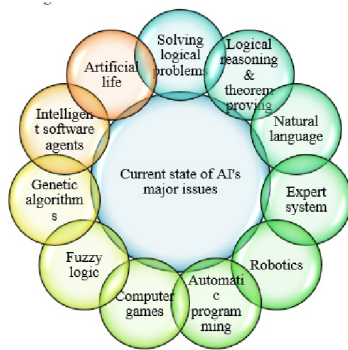 Solving
logical
problems
Logical
reasoning
&
theorem
proving
Natural
language
Expert
system
Robotics
Automati
c
program
ming
Computer
games
Fuzzy
logic
Genetic
algorithm
s
Intelligen
t software
agents
Artificial
life
Current state of AI's
major issues